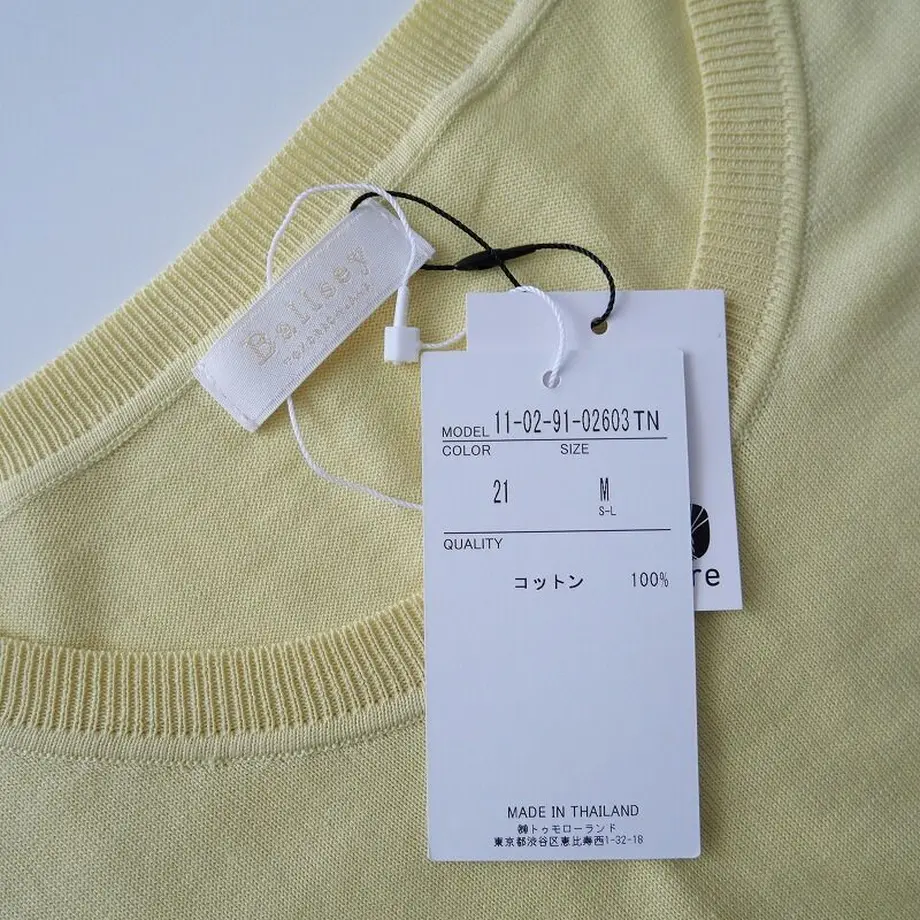 Ballsey
TOMORROWLAND
MODEL 11-02-91-02603 TN
COLOR SIZE
21 M
S-L
QUALITY
コットン 100%
MADE IN THAILAND
㈱トゥモローランド
東京都渋谷区恵比寿西1-32-18
re